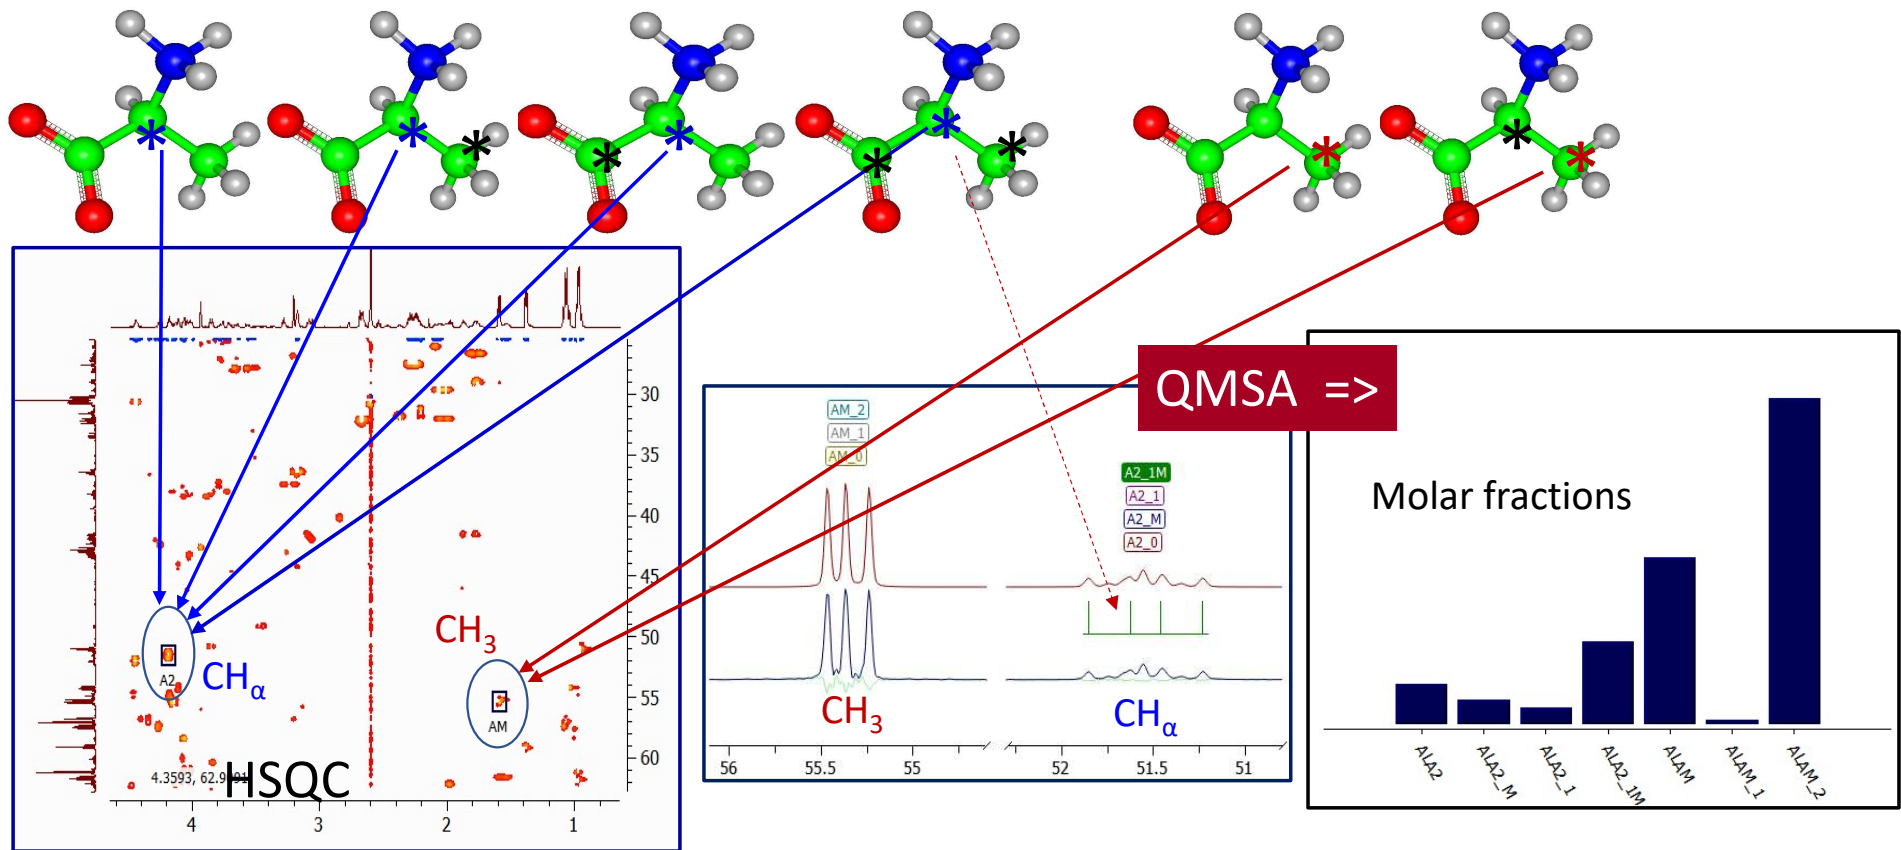 30
35
40
45
50
55
60
A2
CHα
CH3
AM
4.3593, 62.9
HSQC
4
3
2
1
AM_2
AM_1
AM_0
A2_1M
A2_1
A2_M
A2_0
CH3
CHα
56
55.5
55
52
51.5
51
QMSA =>
Molar fractions
ALA2
ALA2_M
ALA2_1
ALA2_1M
ALAM
ALAM_1
ALAM_2